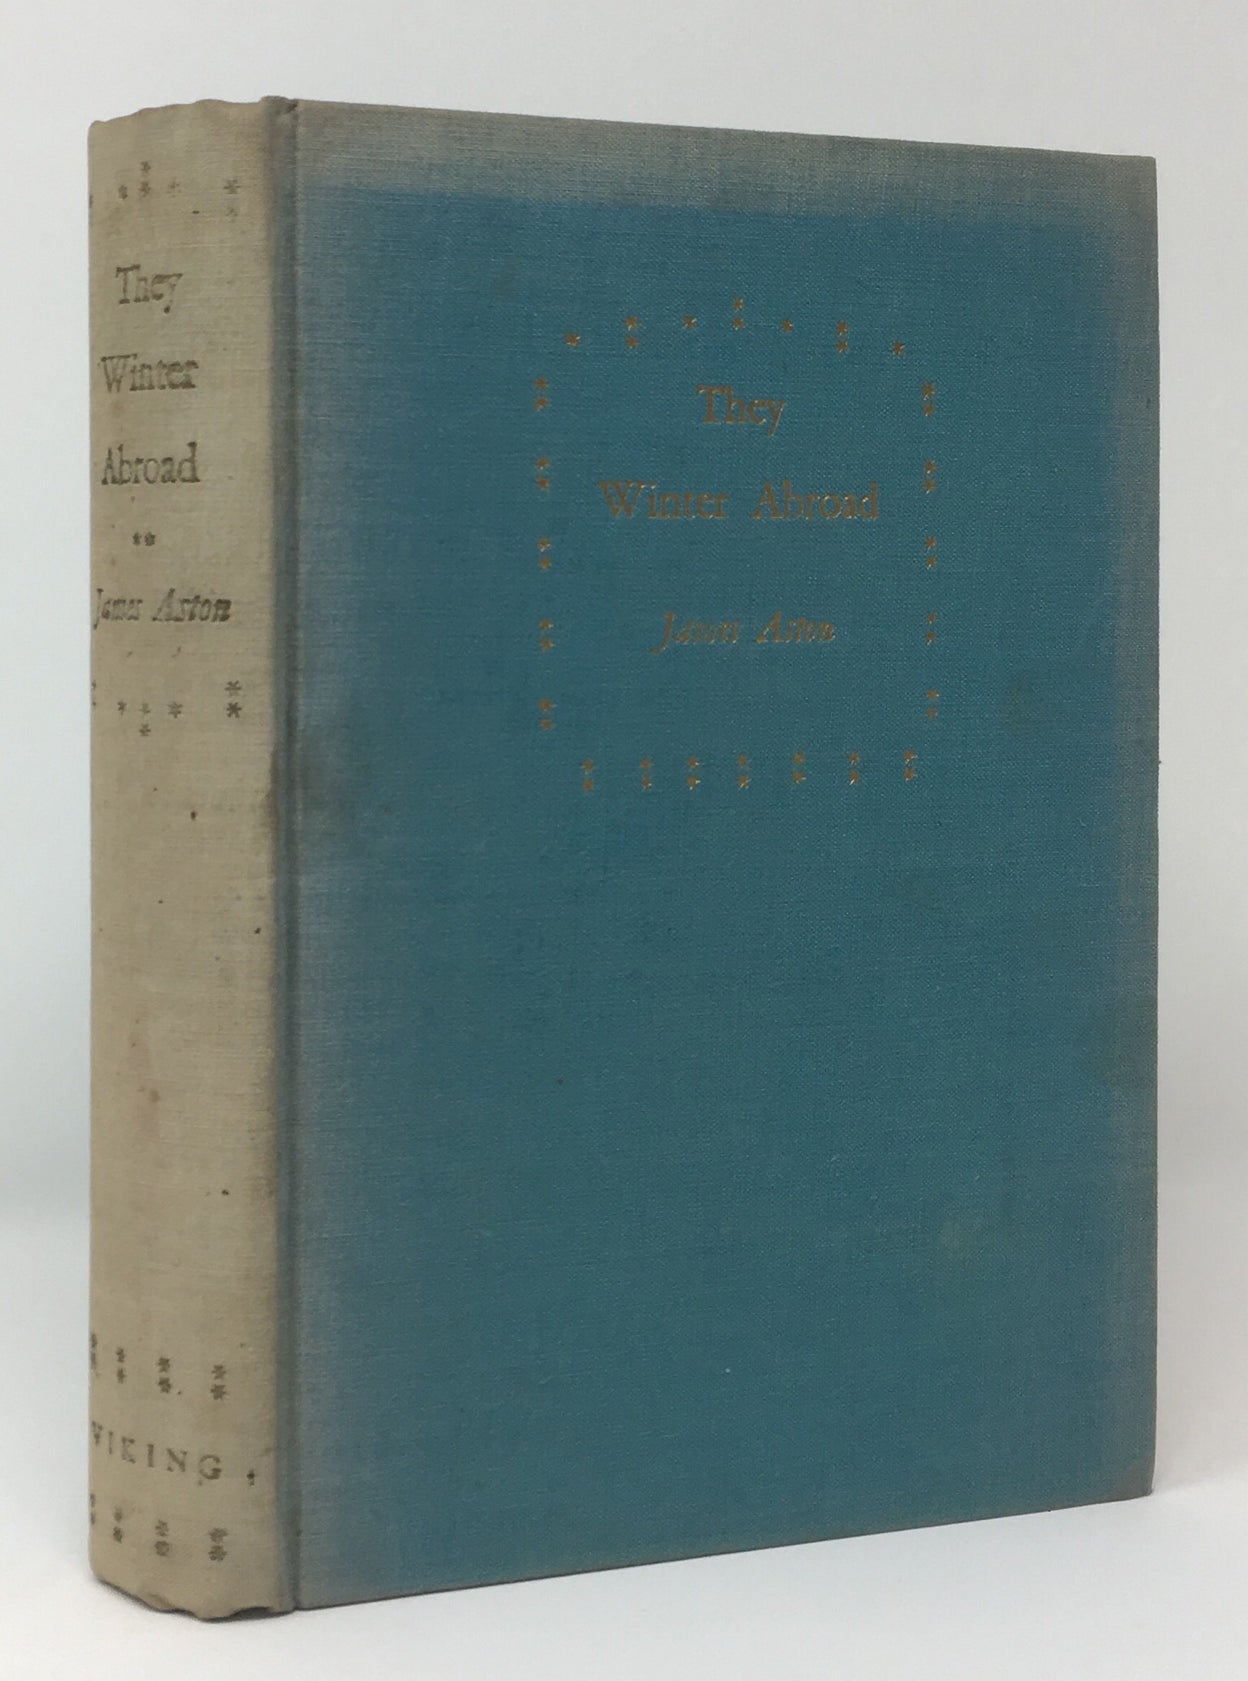 They
Winter
Abroad
**
James Aston
VIKING
They
Winter Abroad
James Aston